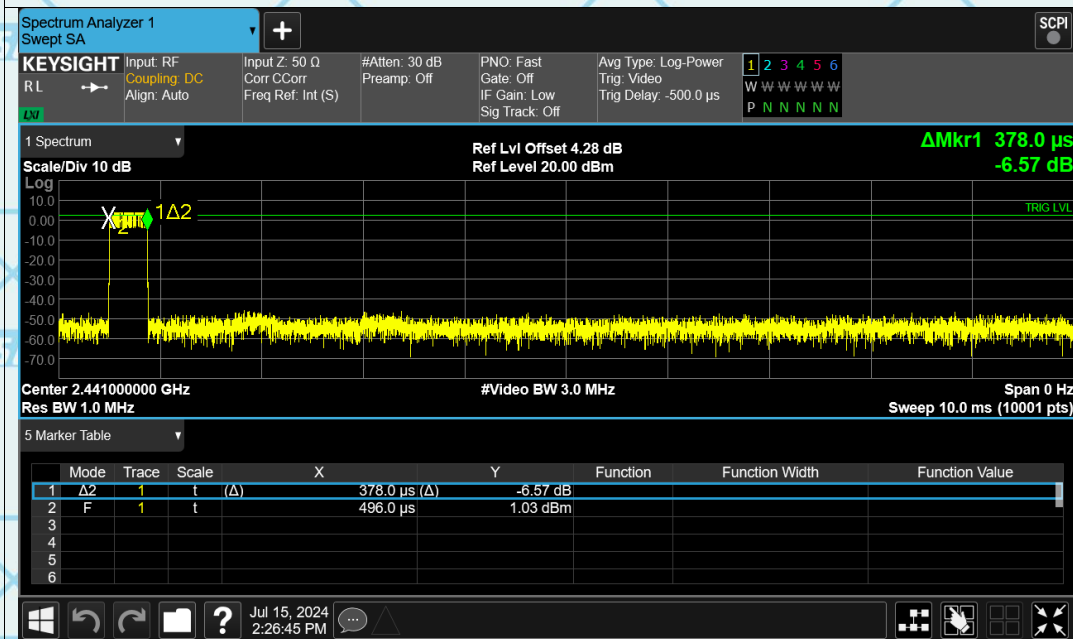 Spectrum Analyzer 1
Swept SA
+
SCPI
KEYSIGHT
R L
LXI
Input: RF
Coupling: DC
Align: Auto
Input Z: 50 Ω
Corr CCorr
Freq Ref: Int (S)
#Atten: 30 dB
Preamp: Off
PNO: Fast
Gate: Off
IF Gain: Low
Sig Track: Off
Avg Type: Log-Power
Trig: Video
Trig Delay: -500.0 µs
1 2 3 4 5 6
W W W W W W
P N N N N N
1 Spectrum
Scale/Div 10 dB
Ref Lvl Offset 4.28 dB
Ref Level 20.00 dBm
ΔMkr1 378.0 µs
-6.57 dB
Log
10.0
0.00
-10.0
-20.0
-30.0
-40.0
-50.0
-60.0
-70.0
1Δ2
2
TRIG LVL
Center 2.441000000 GHz
#Video BW 3.0 MHz
Span 0 Hz
Res BW 1.0 MHz
Sweep 10.0 ms (10001 pts)
5 Marker Table
Mode Trace Scale X Y Function Function Width Function Value
1 Δ2 1 t (Δ) 378.0 µs (Δ) -6.57 dB
2 F 1 t 496.0 µs 1.03 dBm
3
4
5
6
?
Jul 15, 2024
2:26:45 PM